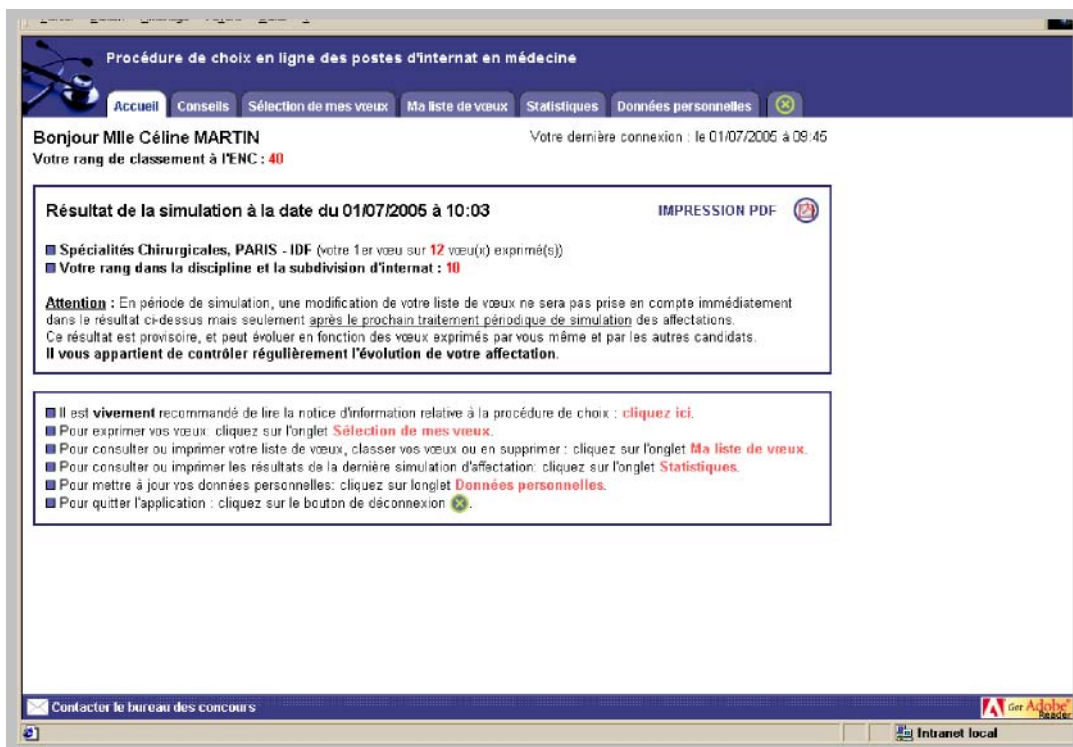 Procédure de choix en ligne des postes d'internat en médecine
Accueil Conseils Sélection de mes vœux Ma liste de vœux Statistiques Données personnelles
Bonjour Mlle Céline MARTIN
Votre dernière connexion : le 01/07/2005 à 09:45
Votre rang de classement à l'ENC : 40
Résultat de la simulation à la date du 01/07/2005 à 10:03
IMPRESSION PDF
Spécialités Chirurgicales, PARIS - IDF (votre 1er vœu sur 12 vœu(x) exprimé(s))
Votre rang dans la discipline et la subdivision d'internat : 10
Attention : En période de simulation, une modification de votre liste de vœux ne sera pas prise en compte immédiatement
dans le résultat ci-dessus mais seulement après le prochain traitement périodique de simulation des affectations.
Ce résultat est provisoire, et peut évoluer en fonction des vœux exprimés par vous même et par les autres candidats.
Il vous appartient de contrôler régulièrement l'évolution de votre affectation.
Il est vivement recommandé de lire la notice d'information relative à la procédure de choix : cliquez ici.
Pour exprimer vos vœux: cliquez sur l'onglet Sélection de mes vœux.
Pour consulter ou imprimer votre liste de vœux, classer vos vœux ou en supprimer : cliquez sur l'onglet Ma liste de vœux.
Pour consulter ou imprimer les résultats de la dernière simulation d'affectation: cliquez sur l'onglet Statistiques.
Pour mettre à jour vos données personnelles: cliquez sur longlet Données personnelles.
Pour quitter l'application : cliquez sur le bouton de déconnexion .
Contacter le bureau des concours
Get Adobe Reader
Intranet local